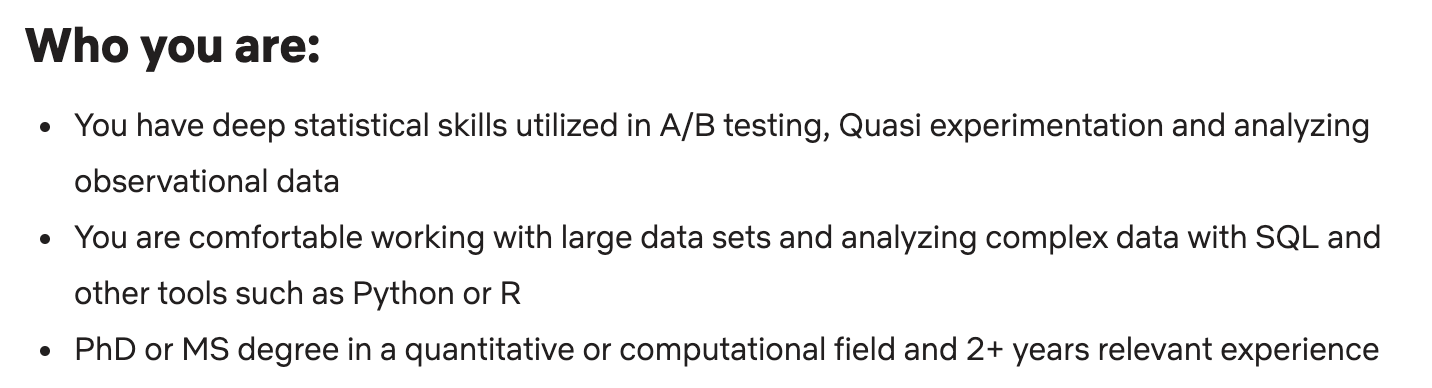 Who you are:
• You have deep statistical skills utilized in A/B testing, Quasi experimentation and analyzing
observational data
• You are comfortable working with large data sets and analyzing complex data with SQL and
other tools such as Python or R
• PhD or MS degree in a quantitative or computational field and 2+ years relevant experience